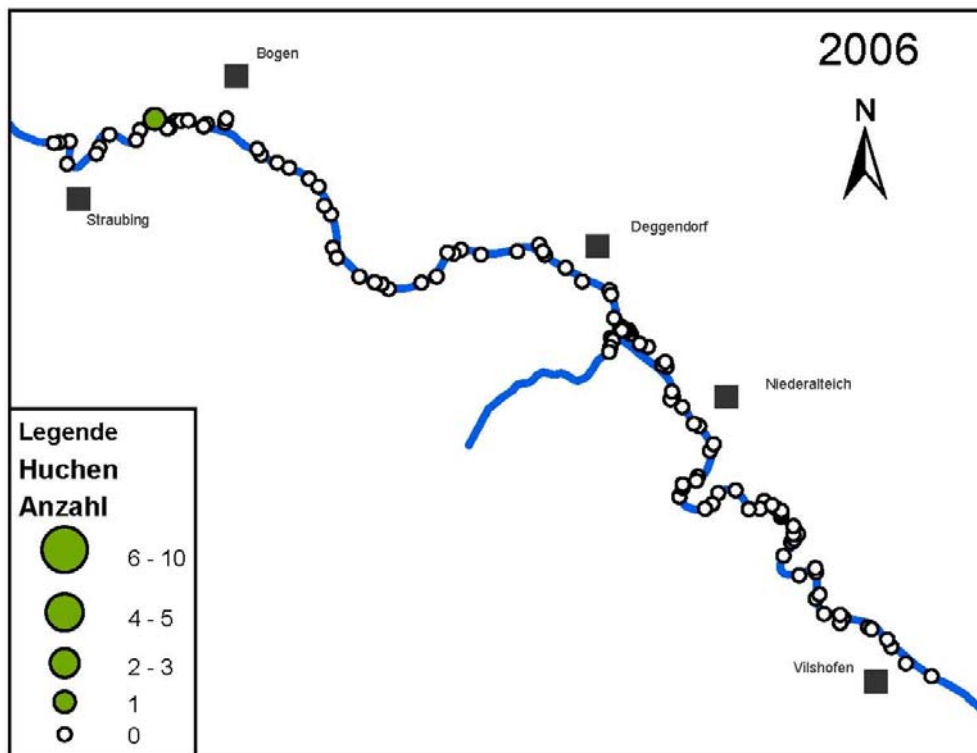 2006
N
Bogen
Straubing
Deggendorf
Niederalteich
Vilshofen
Legende
Huchen
Anzahl
6 - 10
4 - 5
2 - 3
1
0